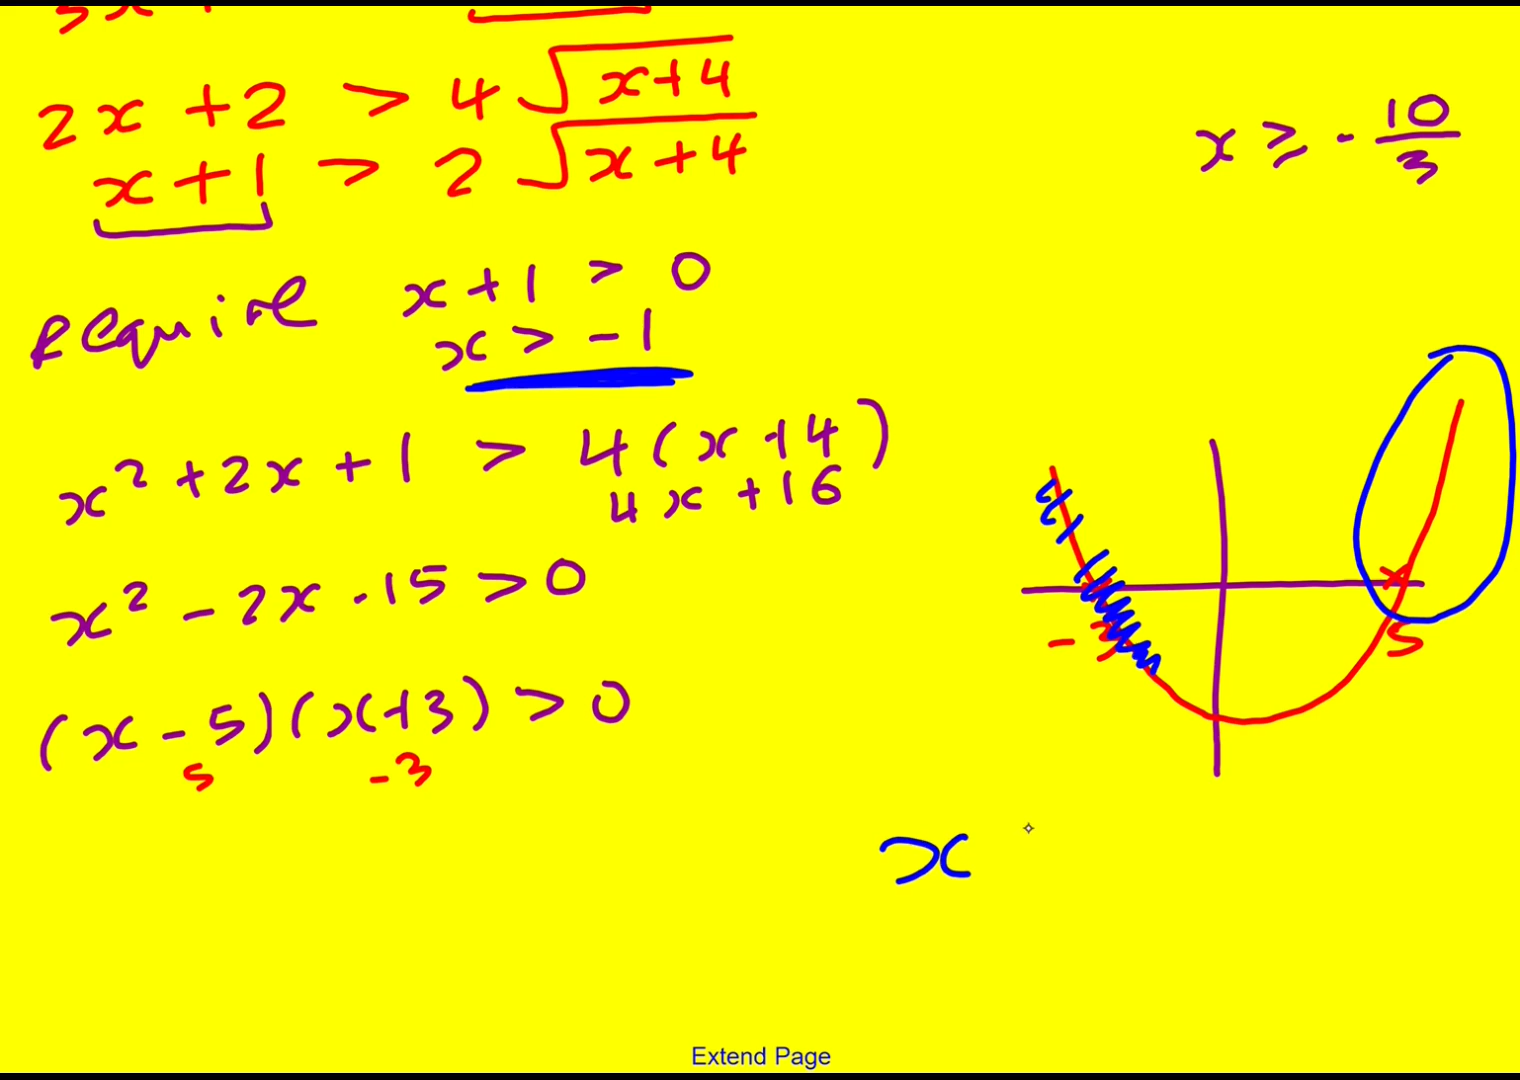 2x + 2 > 4 √(x+4)
x + 1 > 2 √(x+4)
x ≥ - 10/3
Require x + 1 > 0
x > - 1
x² + 2x + 1 > 4(x+4)
4x + 16
x² - 2x - 15 > 0
(x - 5)(x+3) > 0
5 -3
-3 5
x
Extend Page